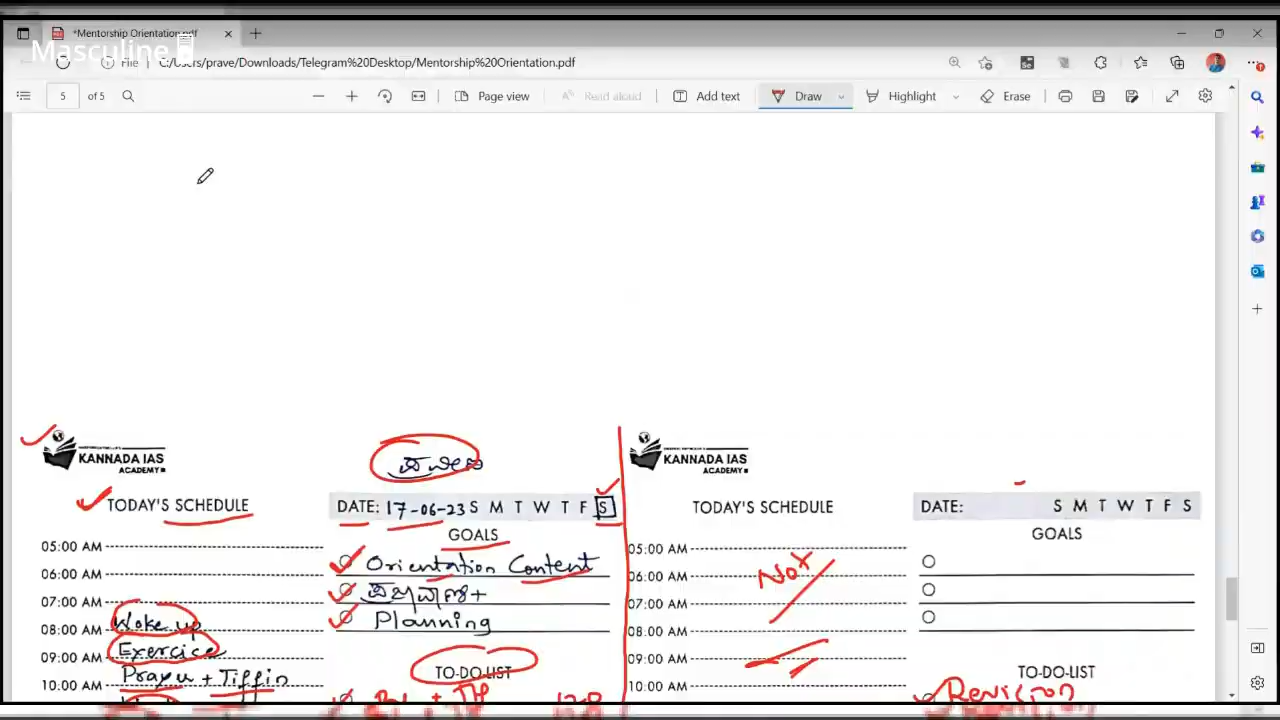 *Mentorship Orientation.pdf
Masculine
File C:/Users/prave/Downloads/Telegram%20Desktop/Mentorship%20Orientation.pdf
5 of 5 Page view Read aloud Add text Draw Highlight Erase
KANNADA IAS
ACADEMY
KANNADA IAS
ACADEMY
TODAY'S SCHEDULE
DATE: 17-06-23 S M T W T F S
TODAY'S SCHEDULE
DATE: S M T W T F S
GOALS
GOALS
05:00 AM
Orientation Content
05:00 AM
06:00 AM
06:00 AM Not
07:00 AM
Planning
07:00 AM
Woke up
08:00 AM
08:00 AM
Exercice
09:00 AM
09:00 AM
Prayer + Tiffin
TO-DO-LIST
TO-DO-LIST
10:00 AM
10:00 AM
Revision